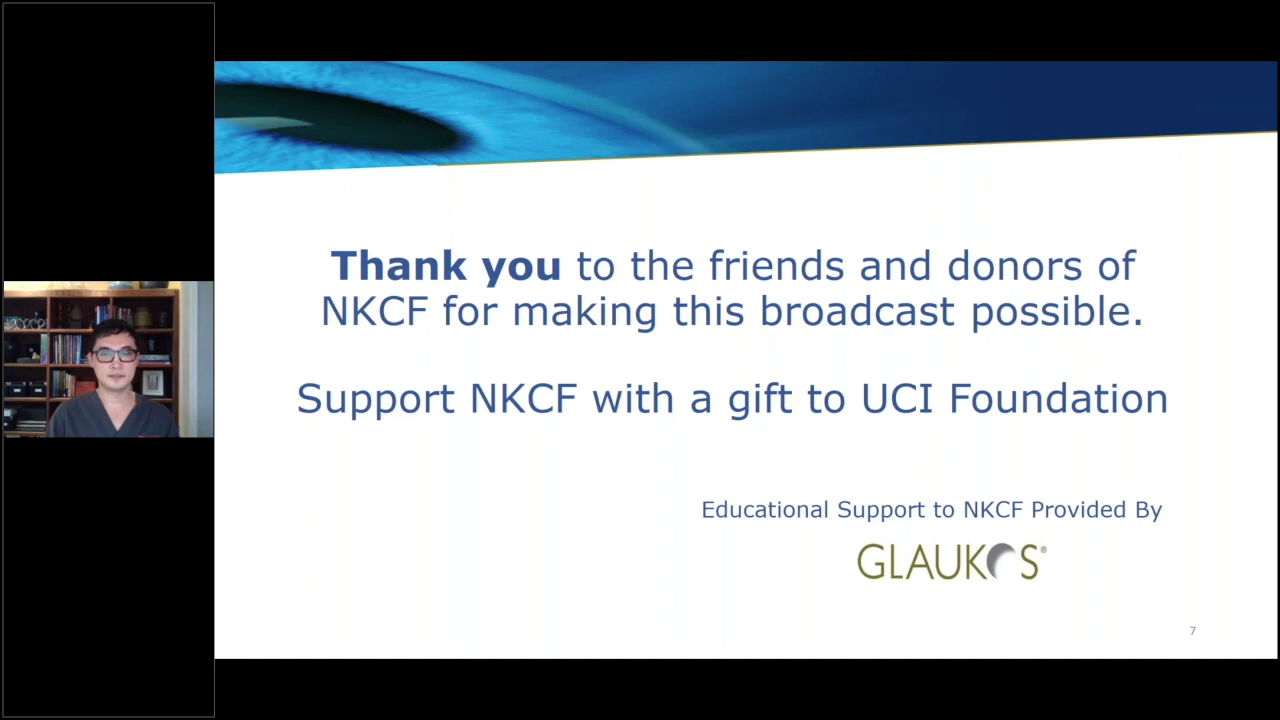 Thank you to the friends and donors of
NKCF for making this broadcast possible.
Support NKCF with a gift to UCI Foundation
Educational Support to NKCF Provided By
GLAUKOS®
7